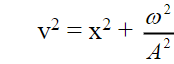 v² = x² + ω²/A²